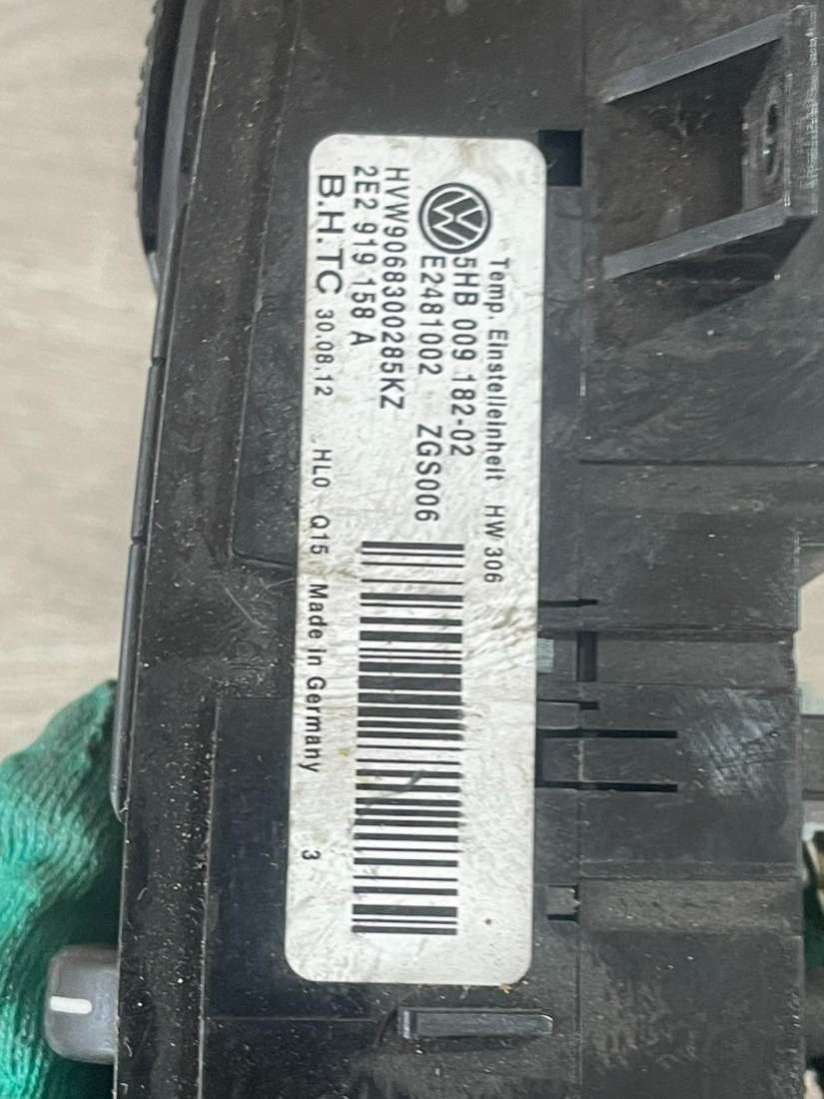 Temp. Einstelleinheit HW 306
5HB 009 182-02
E2481002 ZGS006
HVW9068300285KZ
2E2 919 158 A
B.H.TC 30.08.12 HL0 Q15 Made in Germany 3